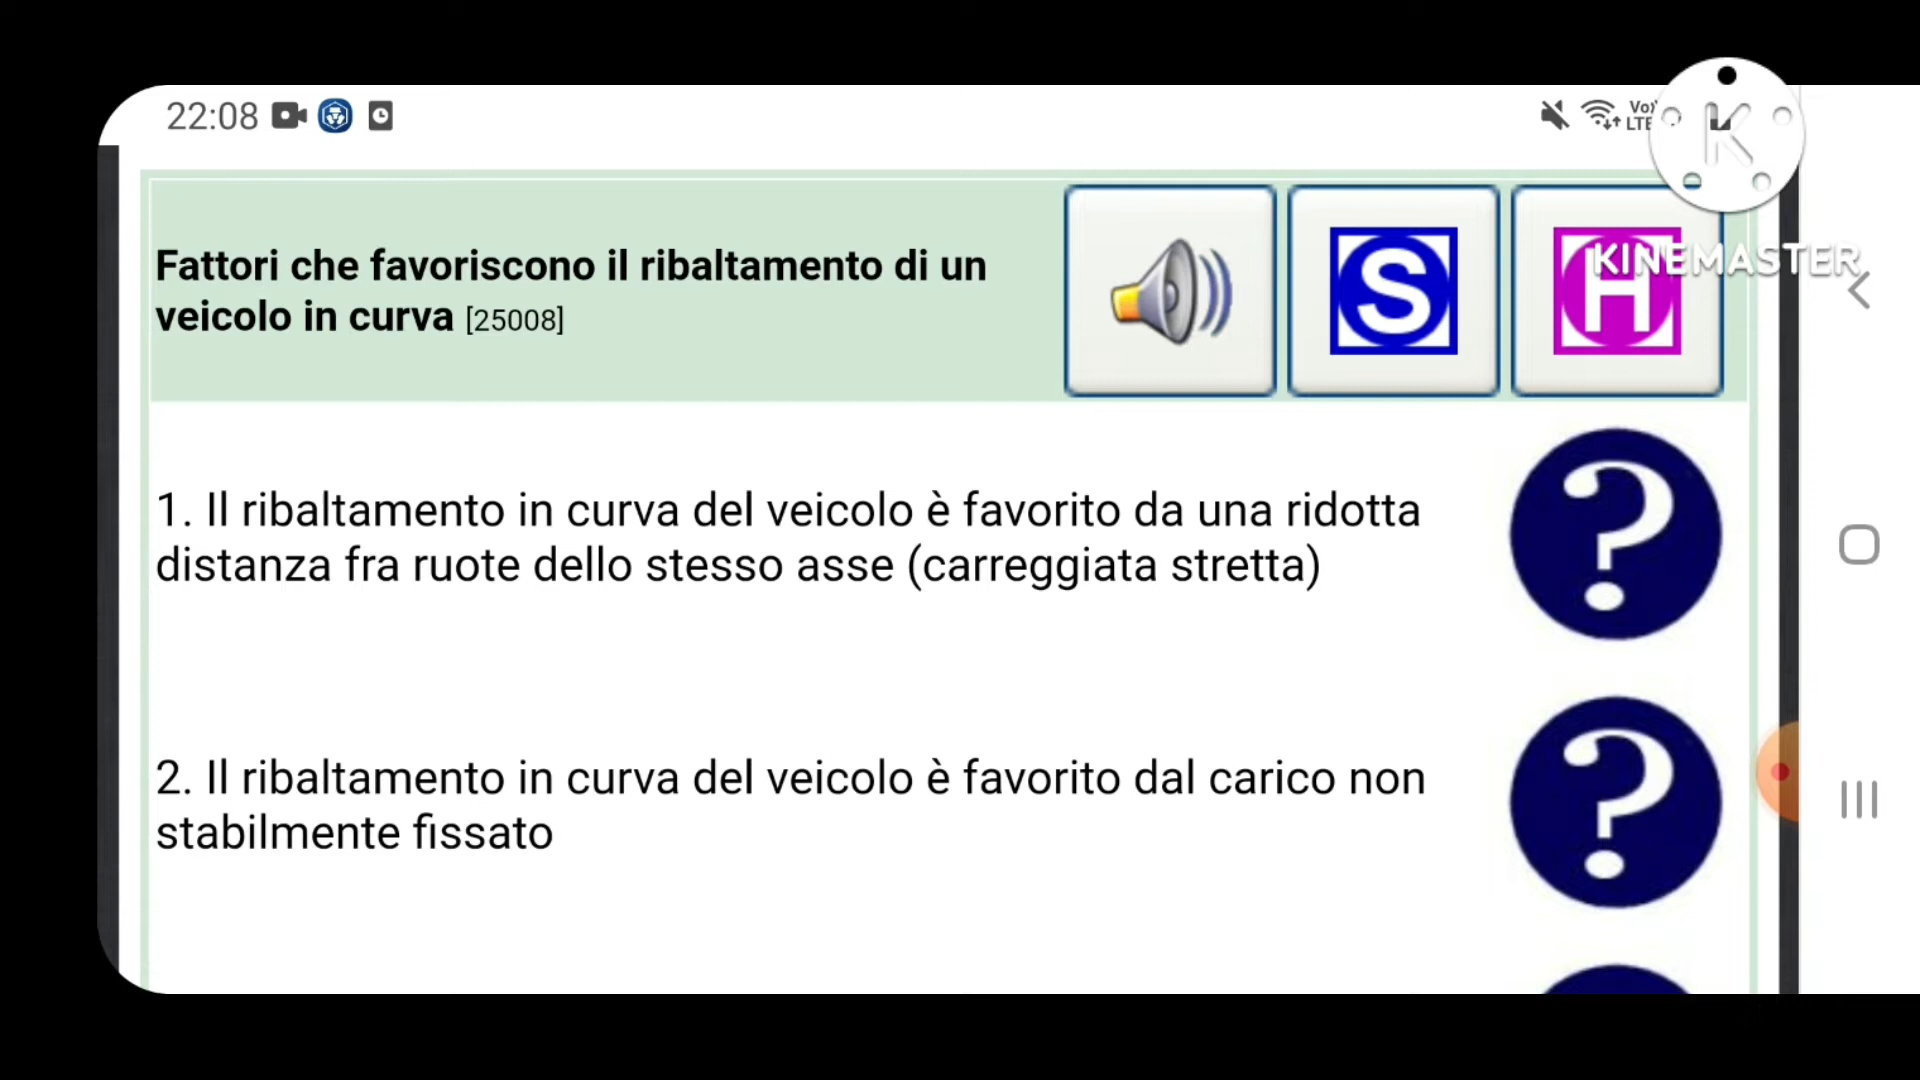 22:08
Fattori che favoriscono il ribaltamento di un
veicolo in curva [25008]
S
H
KINEMASTER
1. Il ribaltamento in curva del veicolo è favorito da una ridotta
distanza fra ruote dello stesso asse (carreggiata stretta)
?
2. Il ribaltamento in curva del veicolo è favorito dal carico non
stabilmente fissato
?